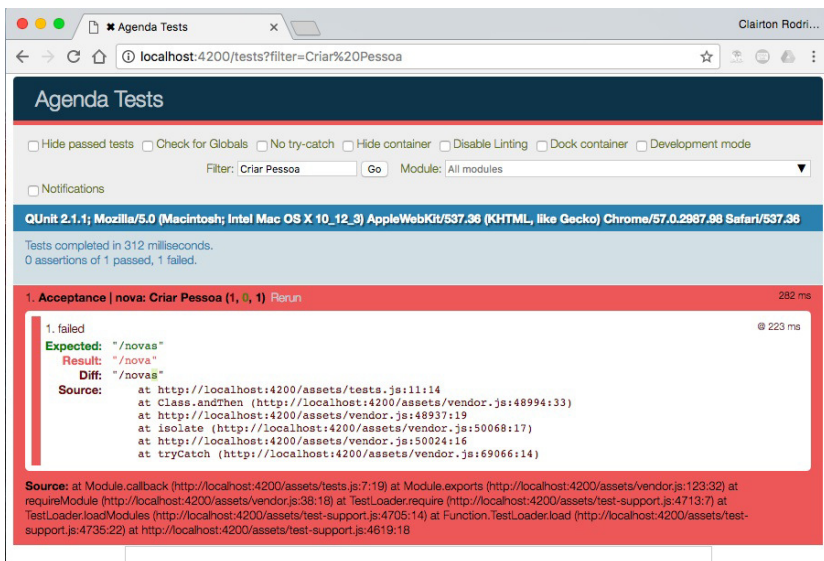 ✖ Agenda Tests
Clairton Rodri...
localhost:4200/tests?filter=Criar%20Pessoa
Agenda Tests
Hide passed tests Check for Globals No try-catch Hide container Disable Linting Dock container Development mode
Filter: Criar Pessoa Go Module: All modules
Notifications
QUnit 2.1.1; Mozilla/5.0 (Macintosh; Intel Mac OS X 10_12_3) AppleWebKit/537.36 (KHTML, like Gecko) Chrome/57.0.2987.98 Safari/537.36
Tests completed in 312 milliseconds.
0 assertions of 1 passed, 1 failed.
1. Acceptance | nova: Criar Pessoa (1, 0, 1) Rerun 282 ms
1. failed @ 223 ms
Expected: "/novas"
Result: "/nova"
Diff: "/novas"
Source: at http://localhost:4200/assets/tests.js:11:14
at Class.andThen (http://localhost:4200/assets/vendor.js:48994:33)
at http://localhost:4200/assets/vendor.js:48937:19
at isolate (http://localhost:4200/assets/vendor.js:50068:17)
at http://localhost:4200/assets/vendor.js:50024:16
at tryCatch (http://localhost:4200/assets/vendor.js:69066:14)
Source: at Module.callback (http://localhost:4200/assets/tests.js:7:19) at Module.exports (http://localhost:4200/assets/vendor.js:123:32) at
requireModule (http://localhost:4200/assets/vendor.js:38:18) at TestLoader.require (http://localhost:4200/assets/test-support.js:4713:7) at
TestLoader.loadModules (http://localhost:4200/assets/test-support.js:4705:14) at Function.TestLoader.load (http://localhost:4200/assets/test-
support.js:4735:22) at http://localhost:4200/assets/test-support.js:4619:18